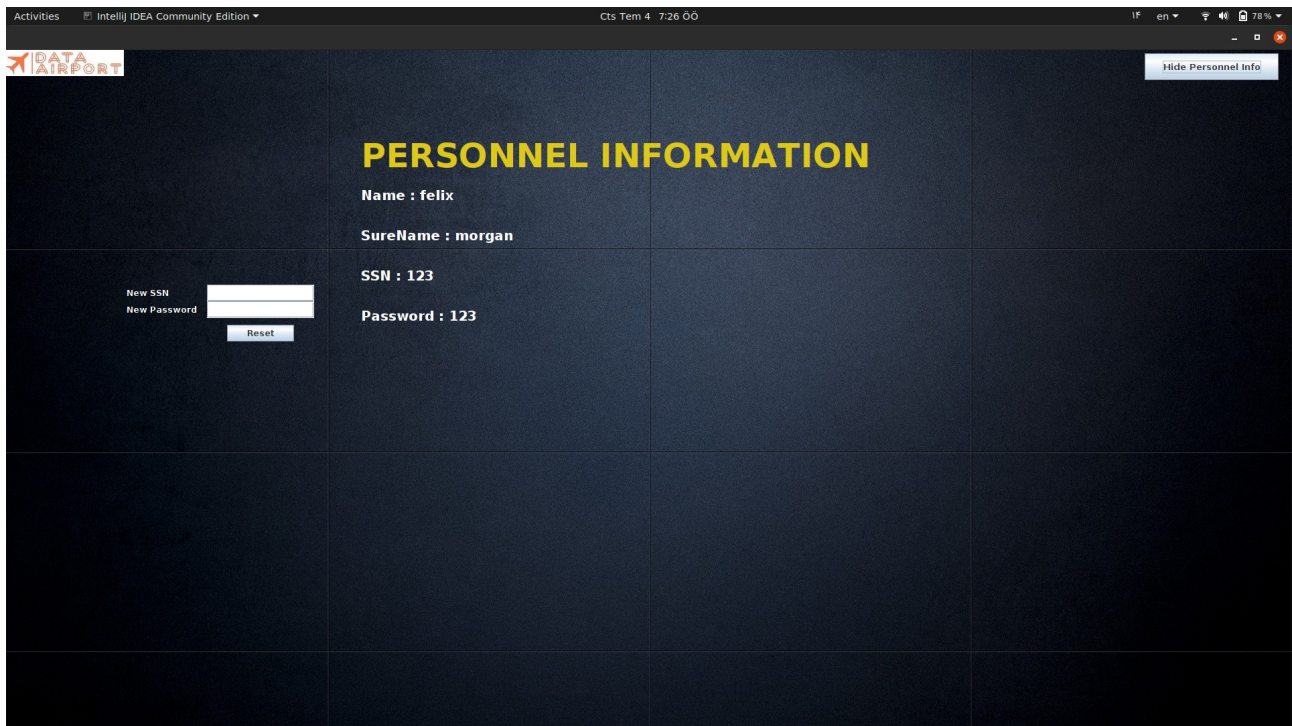 Activities IntelliJ IDEA Community Edition Cts Tem 4 7:26 ÖÖ ۱۴ en 78 %
DATA
AIRPORT
Hide Personnel Info
PERSONNEL INFORMATION
Name : felix
SureName : morgan
SSN : 123
New SSN
New Password
Password : 123
Reset